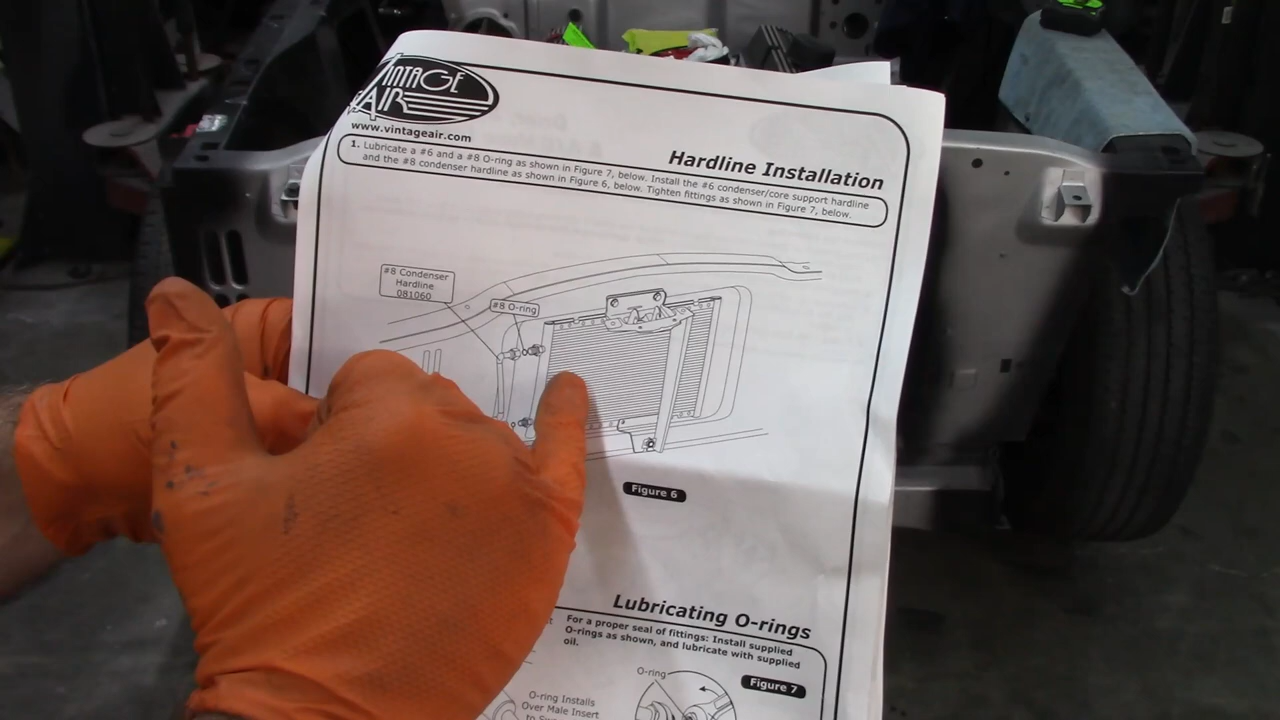 VINTAGE
AIR
www.vintageair.com
Hardline Installation
1. Lubricate a #6 and a #8 O-ring as shown in Figure 7, below. Install the #6 condenser/core support hardline
and the #8 condenser hardline as shown in Figure 6, below. Tighten fittings as shown in Figure 7, below.
#8 Condenser
Hardline
081060
#8 O-ring
Figure 6
Lubricating O-rings
For a proper seal of fittings: Install supplied
O-rings as shown, and lubricate with supplied
oil.
O-ring
Figure 7
O-ring Installs
Over Male Insert